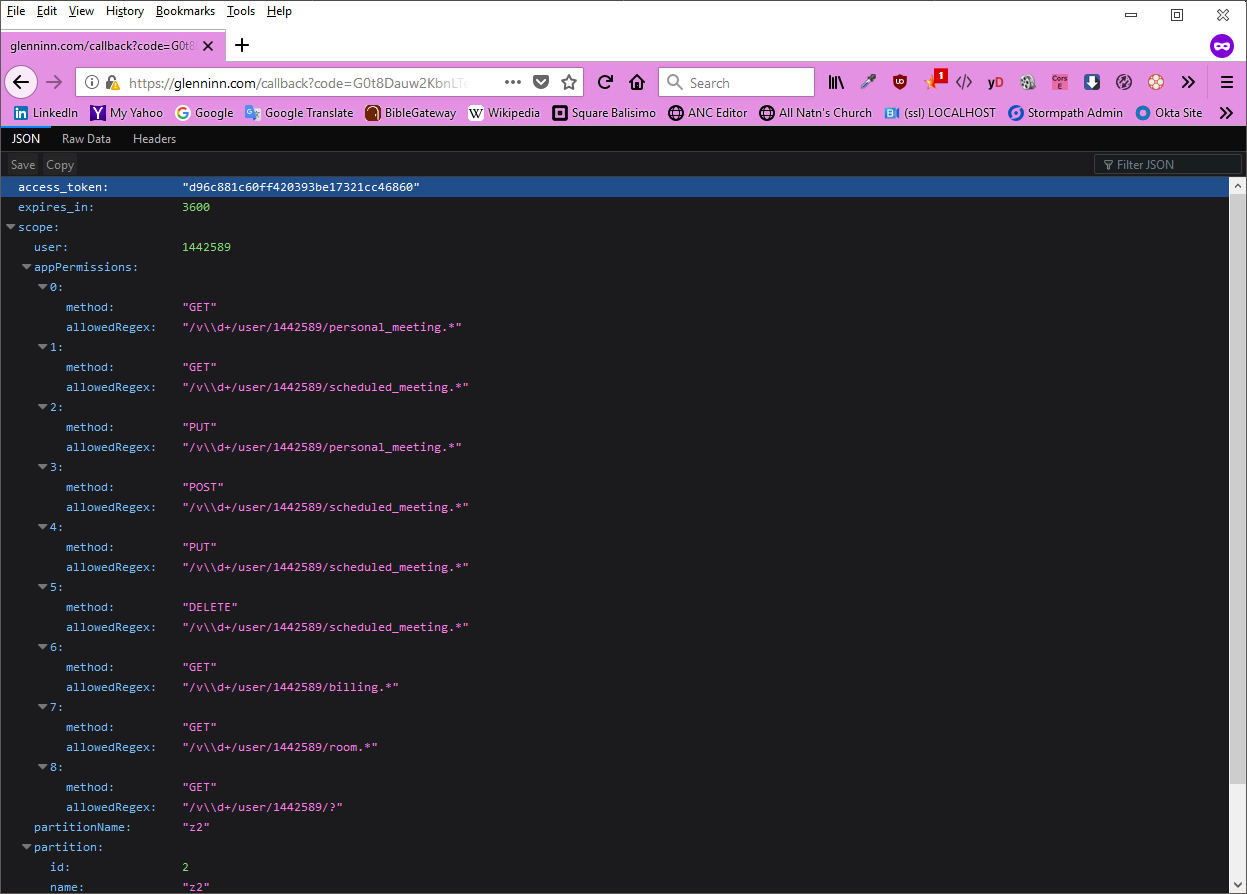 File Edit View History Bookmarks Tools Help
glenninn.com/callback?code=G0t8
https://glenninn.com/callback?code=G0t8Dauw2KbnLT Search 1 UD </> yD Cors E
LinkedIn My Yahoo Google Google Translate BibleGateway W Wikipedia Square Balisimo ANC Editor All Natn's Church (ssl) LOCALHOST Stormpath Admin Okta Site
JSON Raw Data Headers
Save Copy Filter JSON
access_token: "d96c881c60ff420393be17321cc46860"
expires_in: 3600
scope:
user: 1442589
appPermissions:
0:
method: "GET"
allowedRegex: "/v\\d+/user/1442589/personal_meeting.*"
1:
method: "GET"
allowedRegex: "/v\\d+/user/1442589/scheduled_meeting.*"
2:
method: "PUT"
allowedRegex: "/v\\d+/user/1442589/personal_meeting.*"
3:
method: "POST"
allowedRegex: "/v\\d+/user/1442589/scheduled_meeting.*"
4:
method: "PUT"
allowedRegex: "/v\\d+/user/1442589/scheduled_meeting.*"
5:
method: "DELETE"
allowedRegex: "/v\\d+/user/1442589/scheduled_meeting.*"
6:
method: "GET"
allowedRegex: "/v\\d+/user/1442589/billing.*"
7:
method: "GET"
allowedRegex: "/v\\d+/user/1442589/room.*"
8:
method: "GET"
allowedRegex: "/v\\d+/user/1442589/?"
partitionName: "z2"
partition:
id: 2
name: "z2"